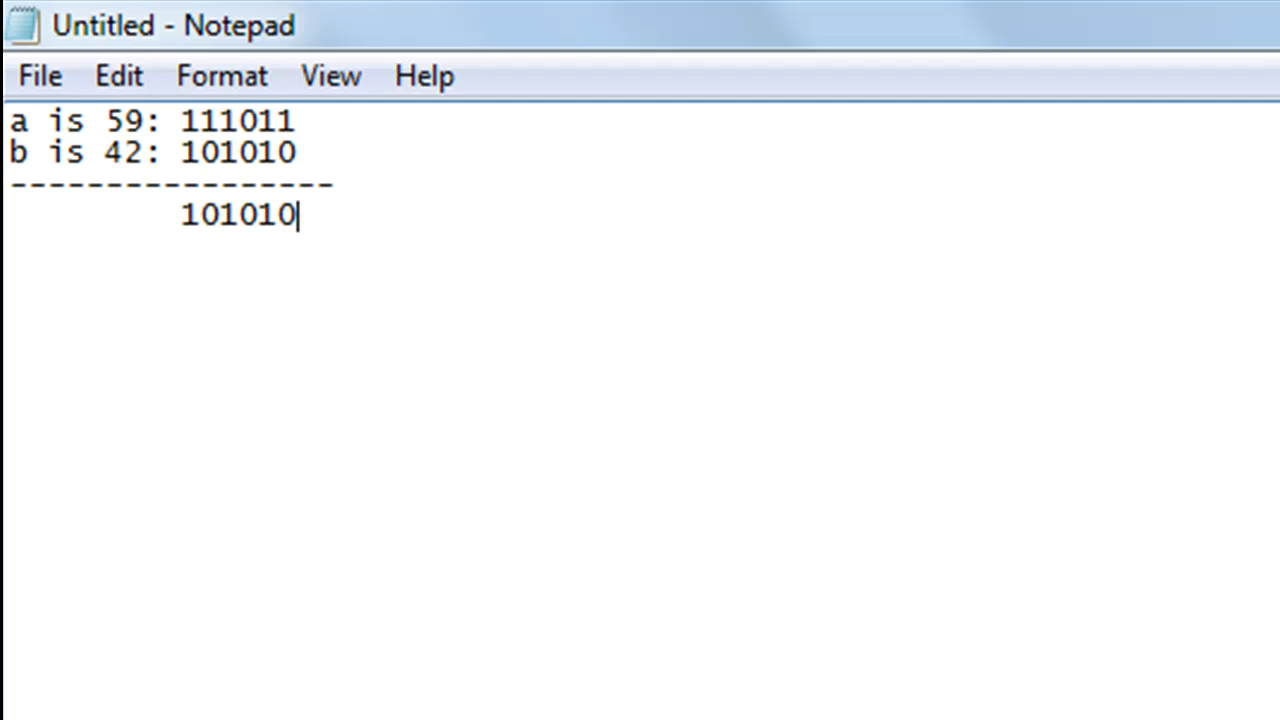 Untitled - Notepad
File Edit Format View Help
a is 59: 111011
b is 42: 101010
-----------------
101010